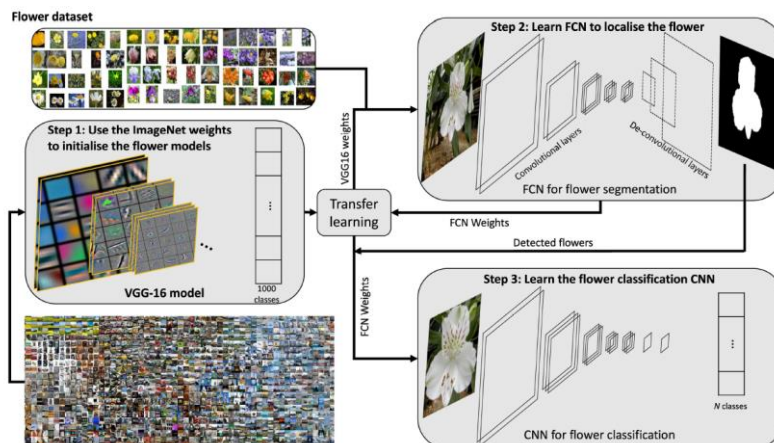 Flower dataset
Step 1: Use the ImageNet weights
to initialise the flower models
...
⋮
1000
classes
VGG-16 model
VGG16 weights
Transfer
learning
FCN Weights
Step 2: Learn FCN to localise the flower
Convolutional layers
De-convolutional layers
FCN for flower segmentation
FCN Weights
Detected flowers
Step 3: Learn the flower classification CNN
⋮
N classes
CNN for flower classification